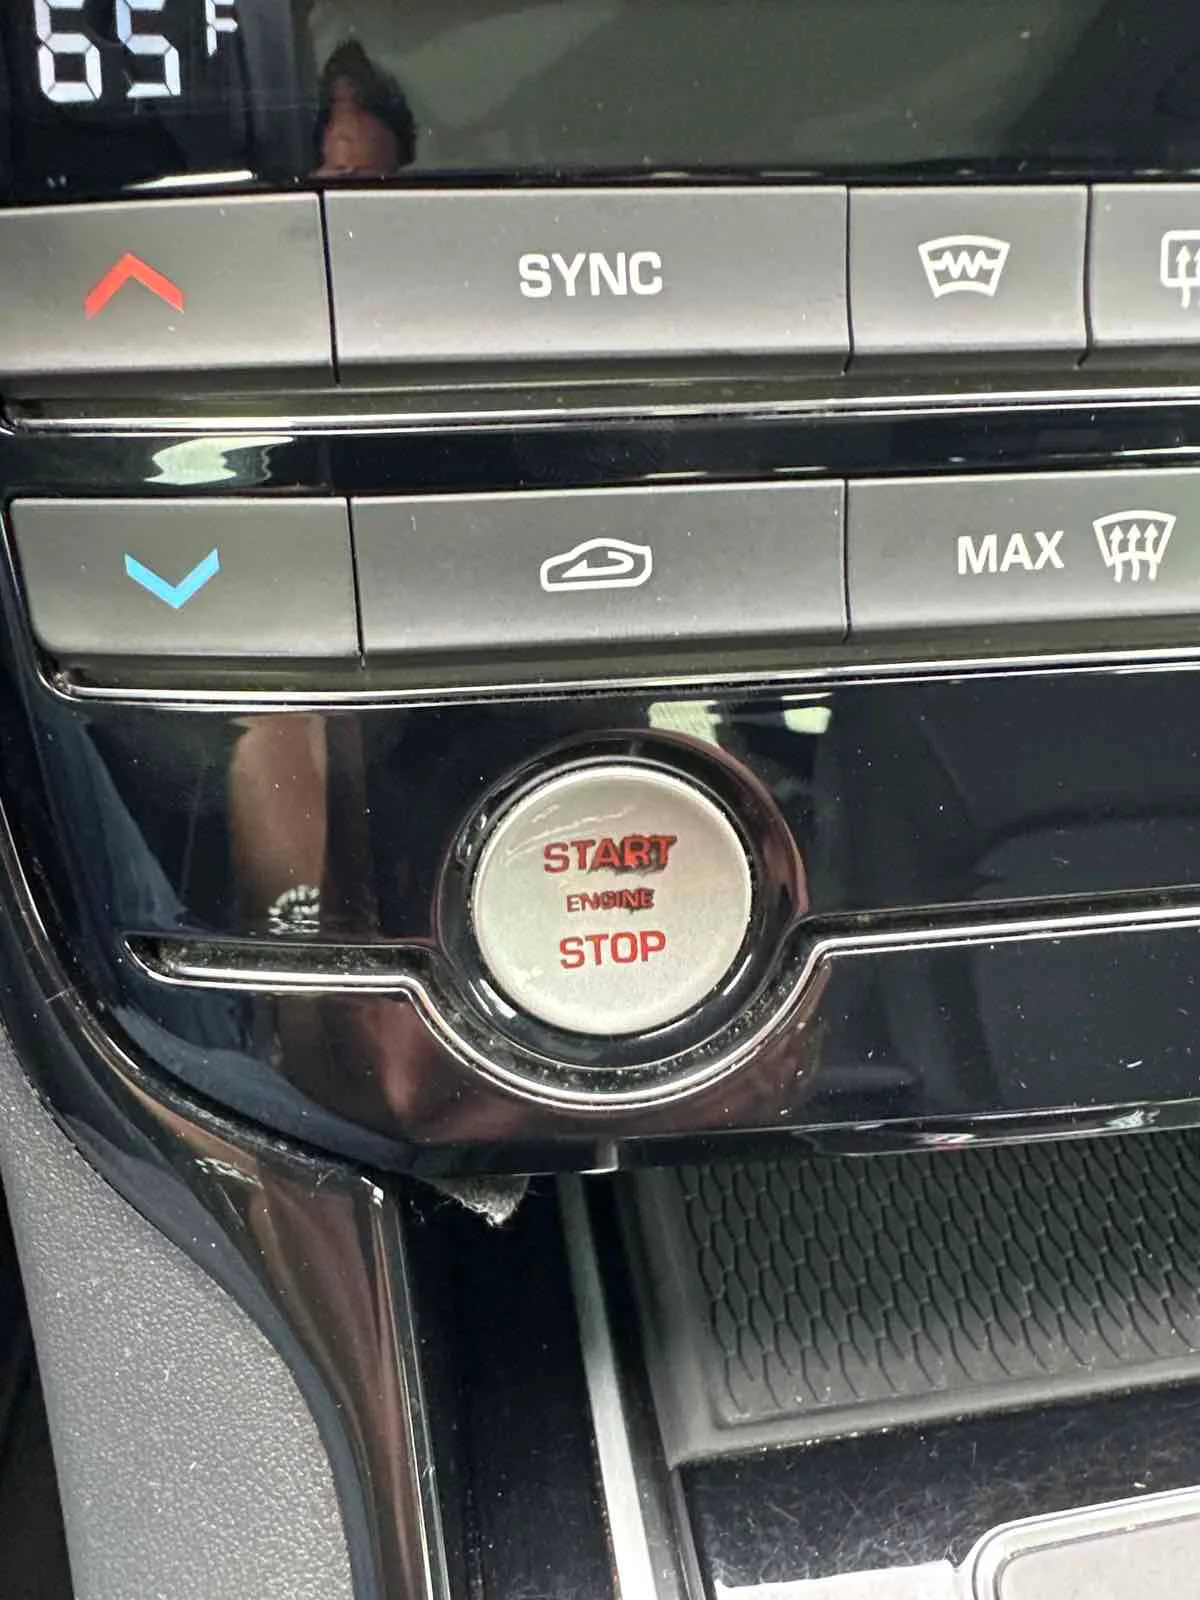 65 F
SYNC
MAX
START
ENGINE
STOP